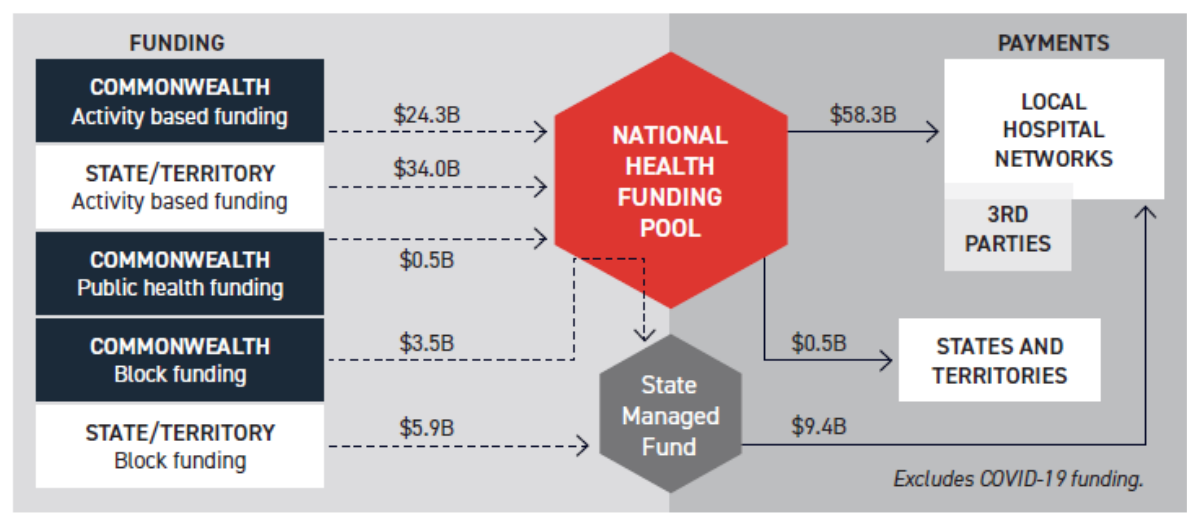 FUNDING
COMMONWEALTH
Activity based funding
$24.3B
STATE/TERRITORY
Activity based funding
$34.0B
COMMONWEALTH
Public health funding
$0.5B
COMMONWEALTH
Block funding
$3.5B
STATE/TERRITORY
Block funding
$5.9B
NATIONAL
HEALTH
FUNDING
POOL
State
Managed
Fund
PAYMENTS
$58.3B
LOCAL
HOSPITAL
NETWORKS
3RD
PARTIES
$0.5B
STATES AND
TERRITORIES
$9.4B
Excludes COVID-19 funding.